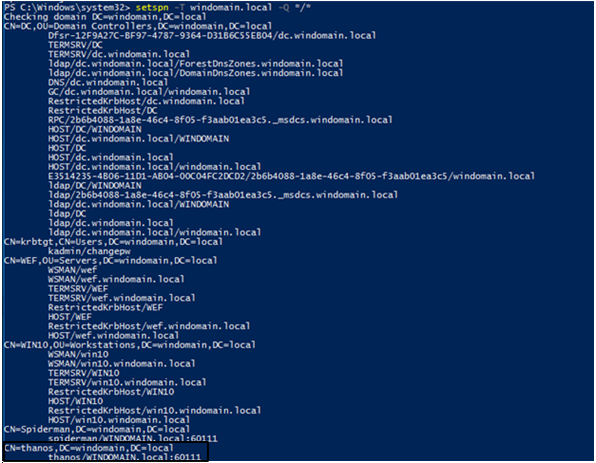 PS C:\Windows\system32> setspn -T windomain.local -Q */*
Checking domain DC=windomain,DC=local
CN=DC,OU=Domain Controllers,DC=windomain,DC=local
Dfsr-12F9A27C-BF97-4787-9364-D31B6C55EB04/dc.windomain.local
TERMSRV/DC
TERMSRV/dc.windomain.local
ldap/dc.windomain.local/ForestDnsZones.windomain.local
ldap/dc.windomain.local/DomainDnsZones.windomain.local
DNS/dc.windomain.local
GC/dc.windomain.local/windomain.local
RestrictedKrbHost/dc.windomain.local
RestrictedKrbHost/DC
RPC/2b6b4088-1a8e-46c4-8f05-f3aab01ea3c5._msdcs.windomain.local
HOST/DC/WINDOMAIN
HOST/dc.windomain.local/WINDOMAIN
HOST/DC
HOST/dc.windomain.local
HOST/dc.windomain.local/windomain.local
E3514235-4B06-11D1-AB04-00C04FC2DCD2/2b6b4088-1a8e-46c4-8f05-f3aab01ea3c5/windomain.local
ldap/DC/WINDOMAIN
ldap/2b6b4088-1a8e-46c4-8f05-f3aab01ea3c5._msdcs.windomain.local
ldap/dc.windomain.local/WINDOMAIN
ldap/DC
ldap/dc.windomain.local
ldap/dc.windomain.local/windomain.local
CN=krbtgt,CN=Users,DC=windomain,DC=local
kadmin/changepw
CN=WEF,OU=Servers,DC=windomain,DC=local
WSMAN/wef
WSMAN/wef.windomain.local
TERMSRV/WEF
TERMSRV/wef.windomain.local
RestrictedKrbHost/WEF
HOST/WEF
RestrictedKrbHost/wef.windomain.local
HOST/wef.windomain.local
CN=WIN10,OU=Workstations,DC=windomain,DC=local
WSMAN/win10
WSMAN/win10.windomain.local
TERMSRV/WIN10
TERMSRV/win10.windomain.local
RestrictedKrbHost/WIN10
HOST/WIN10
RestrictedKrbHost/win10.windomain.local
HOST/win10.windomain.local
CN=Spiderman,DC=windomain,DC=local
spiderman/WINDOMAIN.local:60111
CN=thanos,DC=windomain,DC=local
thanos/WINDOMAIN.local:60111